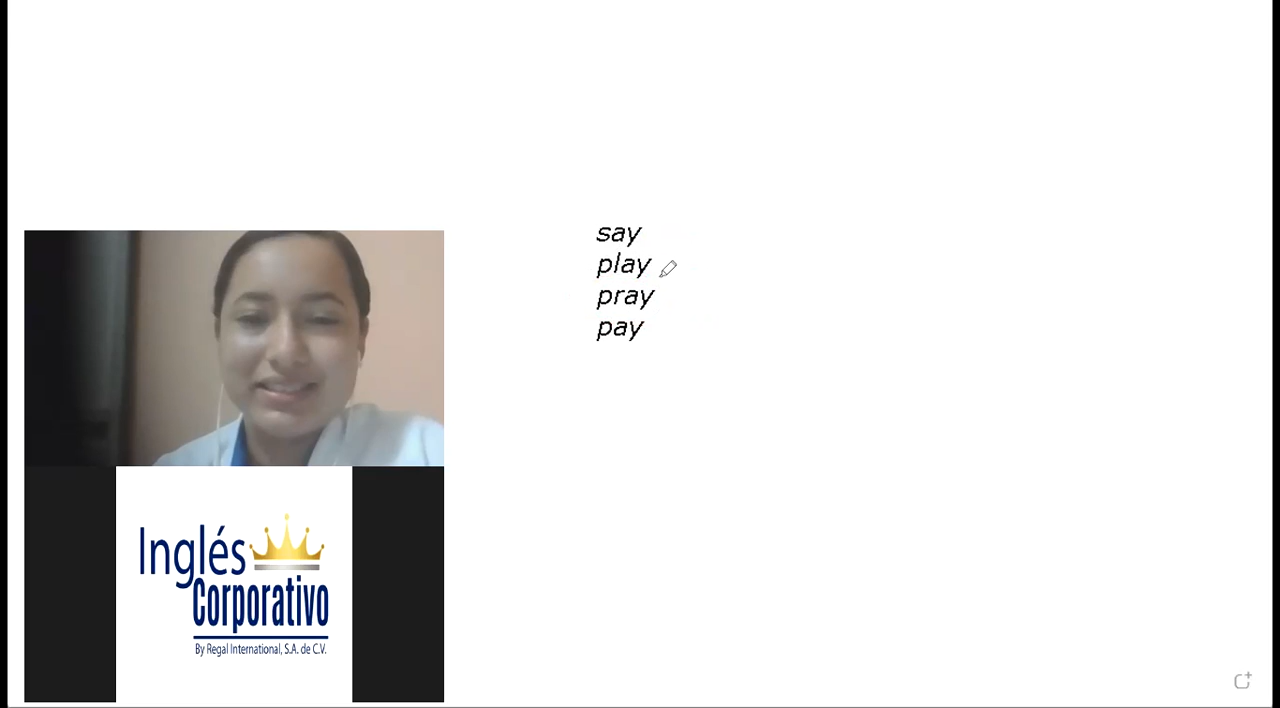 say
play
pray
pay
Inglés
Corporativo
By Regal International, S.A. de C.V.